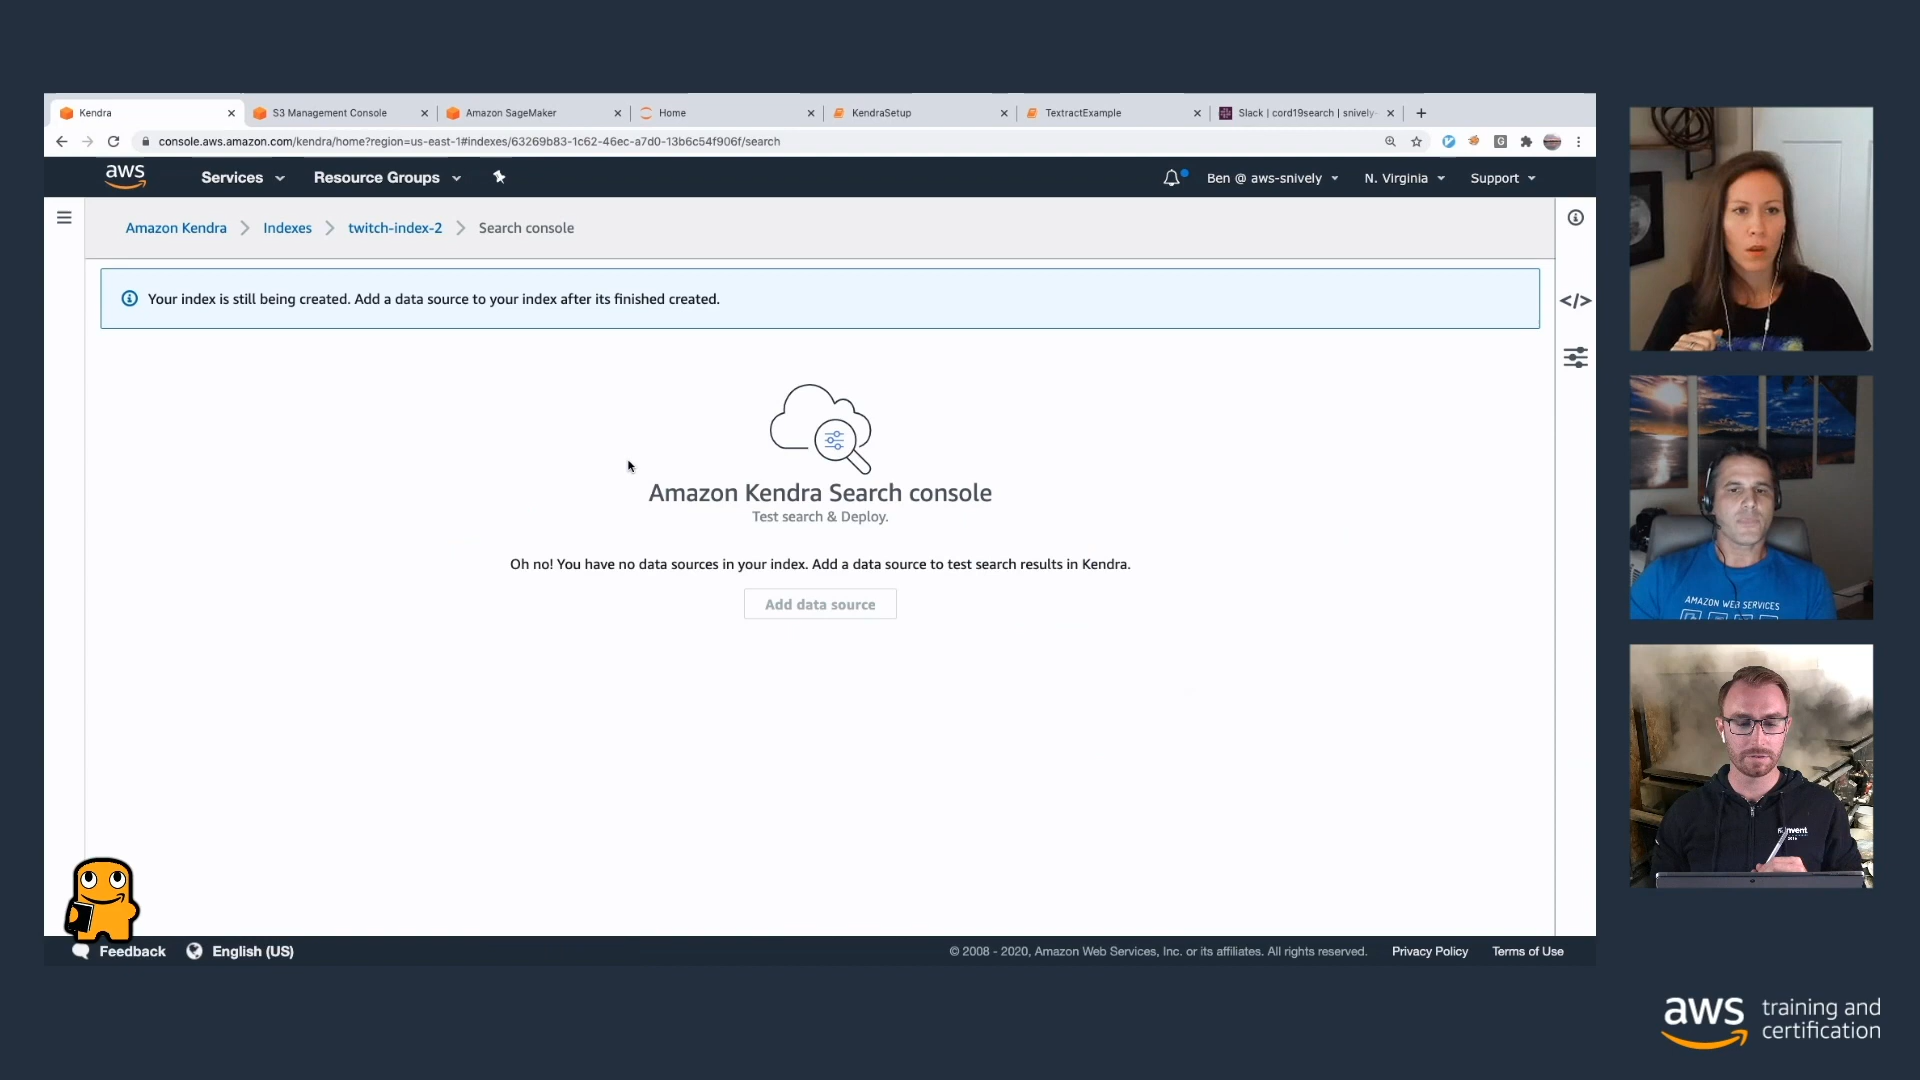 Kendra
S3 Management Console
Amazon SageMaker
Home
KendraSetup
TextractExample
Slack | cord19search | snively-
console.aws.amazon.com/kendra/home?region=us-east-1#indexes/63269b83-1c62-46ec-a7d0-13b6c54f906f/search
aws
Services
Resource Groups
Ben @ aws-snively
N. Virginia
Support
Amazon Kendra
Indexes
twitch-index-2
Search console
Your index is still being created. Add a data source to your index after its finished created.
Amazon Kendra Search console
Test search & Deploy.
Oh no! You have no data sources in your index. Add a data source to test search results in Kendra.
Add data source
Feedback
English (US)
© 2008 - 2020, Amazon Web Services, Inc. or its affiliates. All rights reserved.
Privacy Policy
Terms of Use
AMAZON WEB SERVICES
aws training and
certification